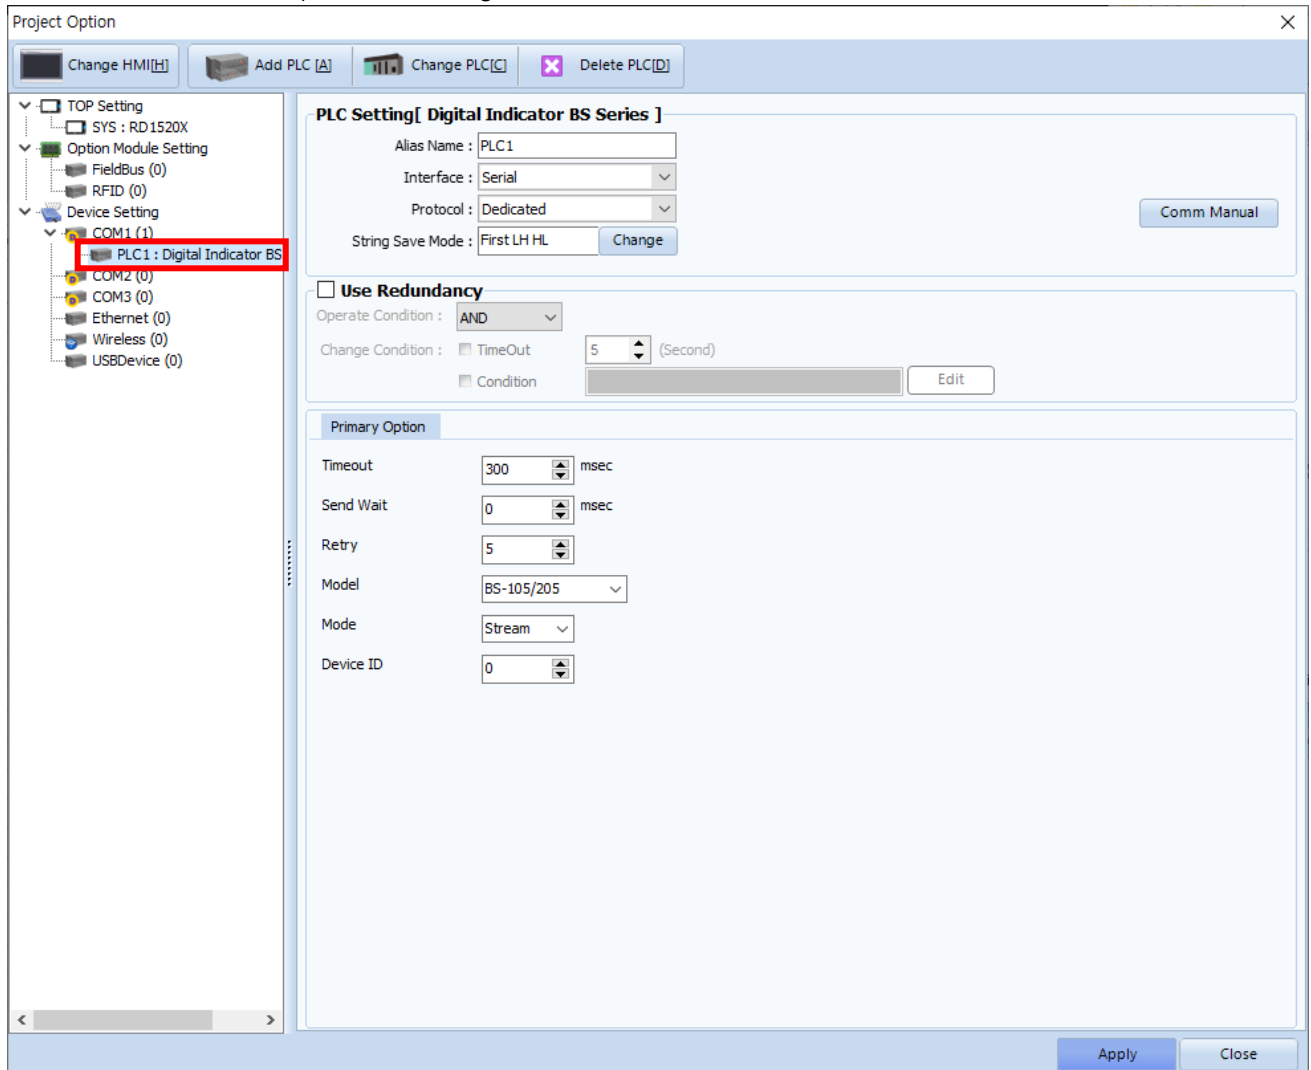 Project Option
Change HMI[H]
Add PLC [A]
Change PLC[C]
Delete PLC[D]
TOP Setting
SYS : RD1520X
Option Module Setting
FieldBus (0)
RFID (0)
Device Setting
COM1 (1)
PLC1 : Digital Indicator BS
COM2 (0)
COM3 (0)
Ethernet (0)
Wireless (0)
USBDevice (0)
PLC Setting[ Digital Indicator BS Series ]
Alias Name : PLC1
Interface : Serial
Protocol : Dedicated
Comm Manual
String Save Mode : First LH HL Change
Use Redundancy
Operate Condition : AND
Change Condition : TimeOut 5 (Second)
Condition Edit
Primary Option
Timeout 300 msec
Send Wait 0 msec
Retry 5
Model BS-105/205
Mode Stream
Device ID 0
Apply Close